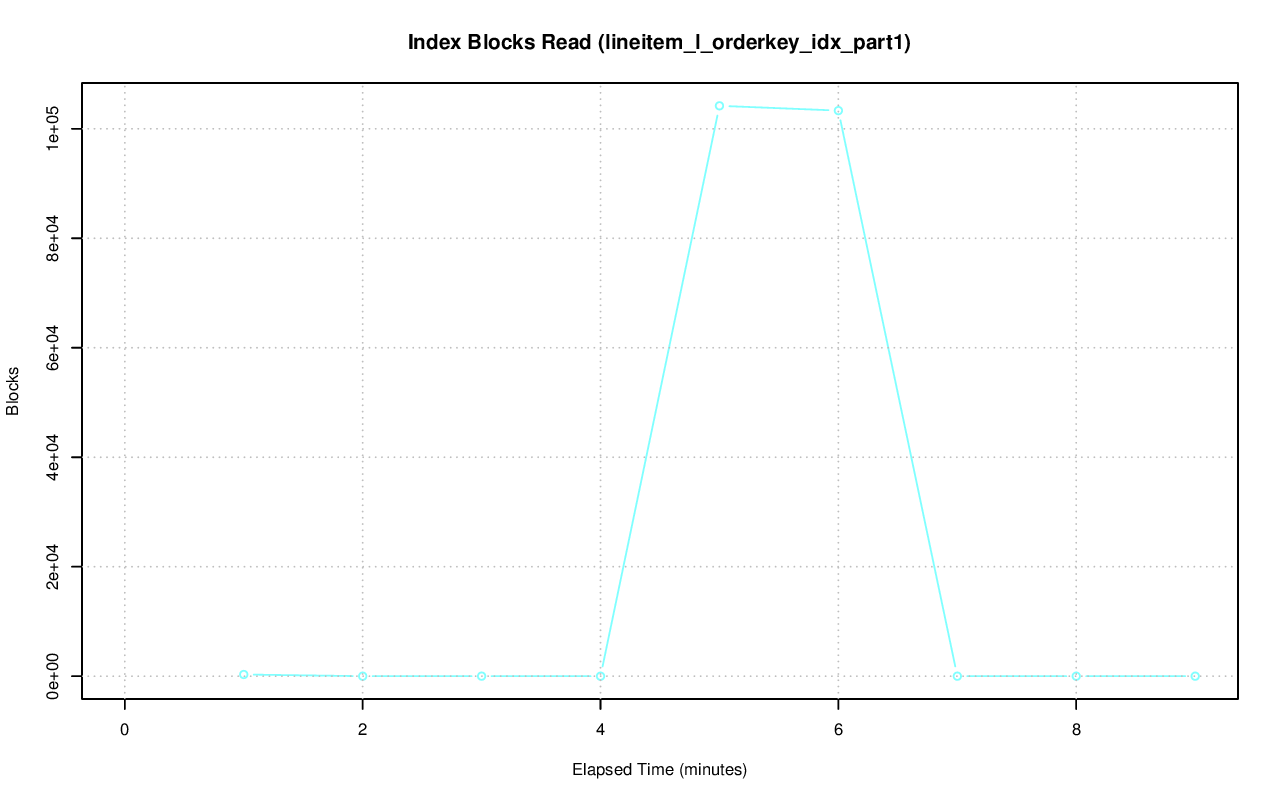 Index Blocks Read (lineitem_l_orderkey_idx_part1)
Blocks
1e+05
8e+04
6e+04
4e+04
2e+04
0e+00
0 2 4 6 8
Elapsed Time (minutes)